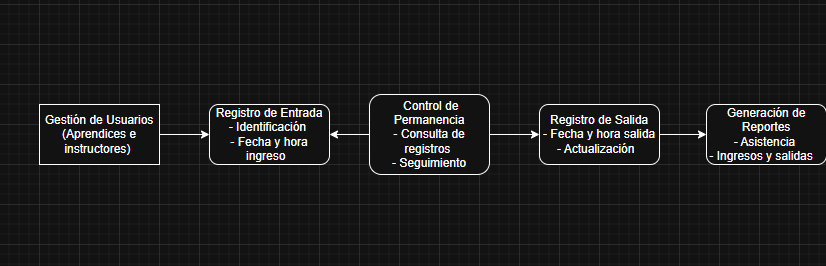 Gestión de Usuarios
(Aprendices e
instructores)
Registro de Entrada
- Identificación
- Fecha y hora
ingreso
Control de
Permanencia
- Consulta de
registros
- Seguimiento
Registro de Salida
- Fecha y hora salida
- Actualización
Generación de
Reportes
- Asistencia
- Ingresos y salidas